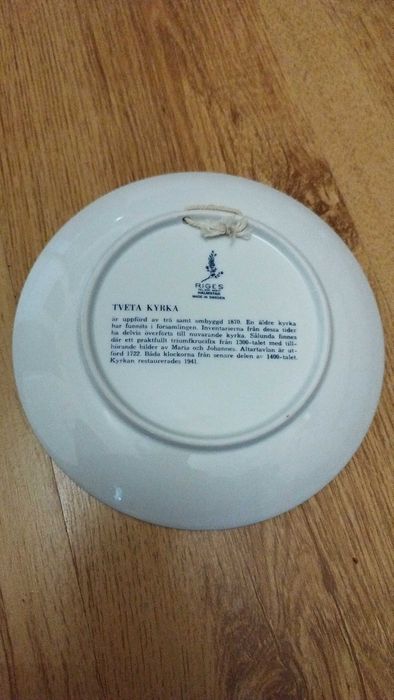 RIGES
HALMSTAD
MADE IN SWEDEN
TVETA KYRKA
är uppförd av trä samt ombyggd 1870. En äldre kyrka
har funnits i församlingen. Inventarierna från dessa tider
ha delvis överförts till nuvarande kyrka. Sålunda finnes
där ett praktfullt triumfkrucifix från 1300-talet med till-
hörande bilder av Maria och Johannes. Altartavlan är ut-
förd 1722. Båda klockorna från senare delen av 1400-talet.
Kyrkan restaurerades 1941.